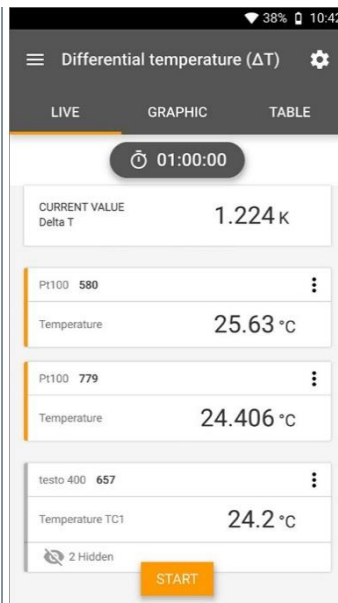 38% 10:42
Differential temperature (ΔT)
LIVE GRAPHIC TABLE
01:00:00
CURRENT VALUE
Delta T
1.224 K
Pt100 580
Temperature 25.63 °C
Pt100 779
Temperature 24.406 °C
testo 400 657
Temperature TC1 24.2 °C
2 Hidden
START